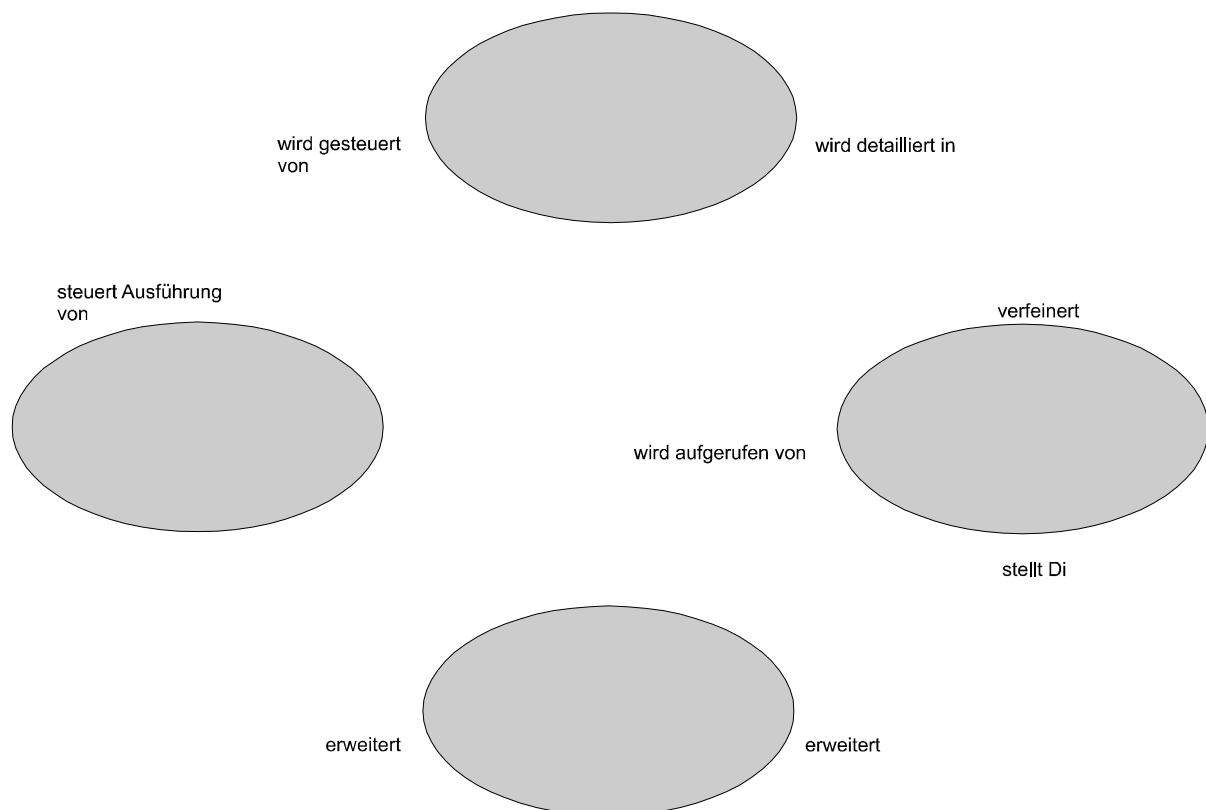 wird gesteuert
von
wird detailliert in
steuert Ausführung
von
verfeinert
wird aufgerufen von
stellt Di
erweitert
erweitert